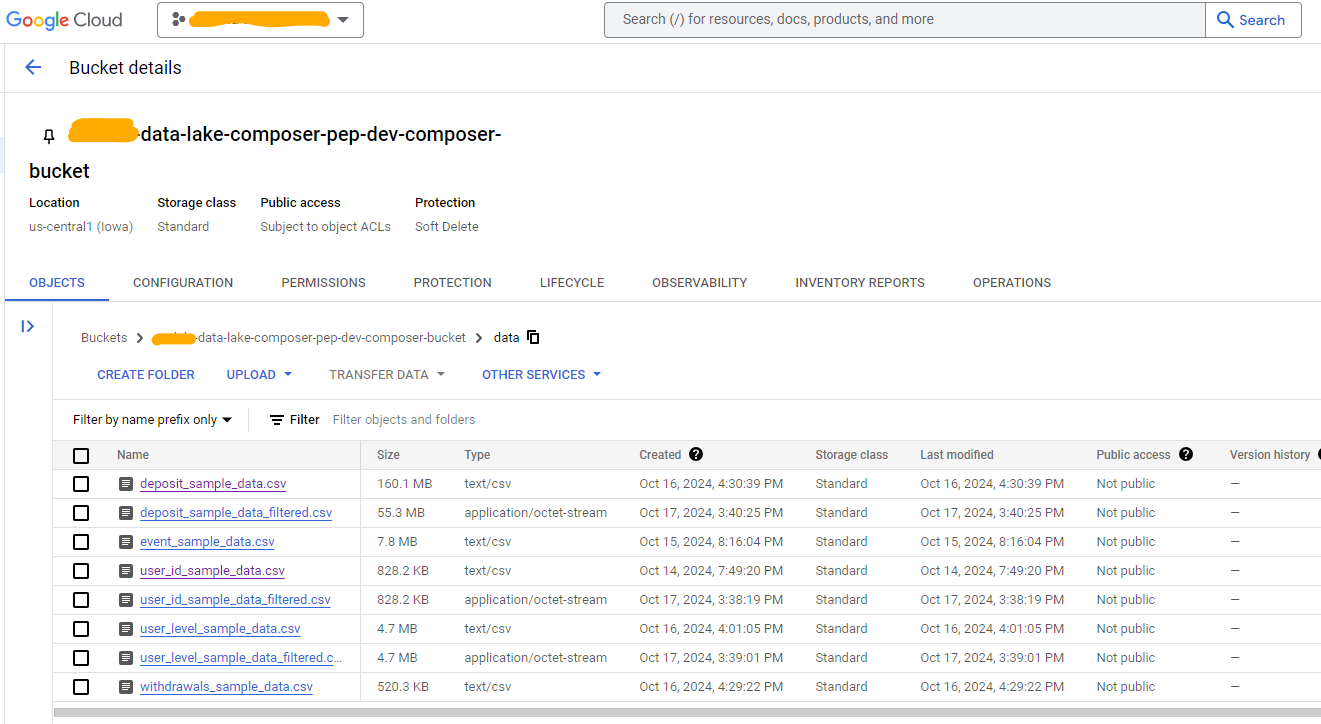 Google Cloud
Search (/) for resources, docs, products, and more Search
Bucket details
-data-lake-composer-pep-dev-composer-
bucket
Location Storage class Public access Protection
us-central1 (Iowa) Standard Subject to object ACLs Soft Delete
OBJECTS CONFIGURATION PERMISSIONS PROTECTION LIFECYCLE OBSERVABILITY INVENTORY REPORTS OPERATIONS
Buckets -data-lake-composer-pep-dev-composer-bucket data
CREATE FOLDER UPLOAD TRANSFER DATA OTHER SERVICES
Filter by name prefix only Filter Filter objects and folders
Name Size Type Created Storage class Last modified Public access Version history
deposit_sample_data.csv 160.1 MB text/csv Oct 16, 2024, 4:30:39 PM Standard Oct 16, 2024, 4:30:39 PM Not public —
deposit_sample_data_filtered.csv 55.3 MB application/octet-stream Oct 17, 2024, 3:40:25 PM Standard Oct 17, 2024, 3:40:25 PM Not public —
event_sample_data.csv 7.8 MB text/csv Oct 15, 2024, 8:16:04 PM Standard Oct 15, 2024, 8:16:04 PM Not public —
user_id_sample_data.csv 828.2 KB text/csv Oct 14, 2024, 7:49:20 PM Standard Oct 14, 2024, 7:49:20 PM Not public —
user_id_sample_data_filtered.csv 828.2 KB application/octet-stream Oct 17, 2024, 3:38:19 PM Standard Oct 17, 2024, 3:38:19 PM Not public —
user_level_sample_data.csv 4.7 MB text/csv Oct 16, 2024, 4:01:05 PM Standard Oct 16, 2024, 4:01:05 PM Not public —
user_level_sample_data_filtered.c... 4.7 MB application/octet-stream Oct 17, 2024, 3:39:01 PM Standard Oct 17, 2024, 3:39:01 PM Not public —
withdrawals_sample_data.csv 520.3 KB text/csv Oct 16, 2024, 4:29:22 PM Standard Oct 16, 2024, 4:29:22 PM Not public —